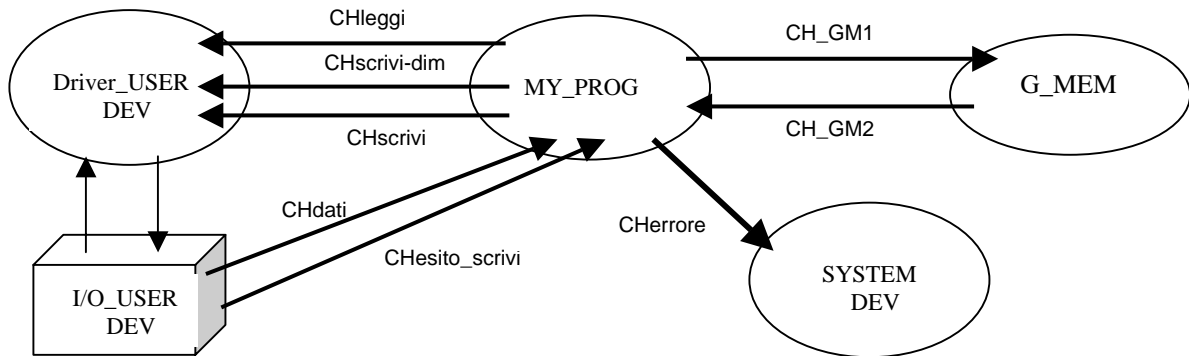 CHleggi
CH_GM1
CHscrivi-dim
Driver_USER
DEV
MY_PROG
G_MEM
CHscrivi
CH_GM2
CHdati
CHerrore
CHesito_scrivi
SYSTEM
DEV
I/O_USER
DEV